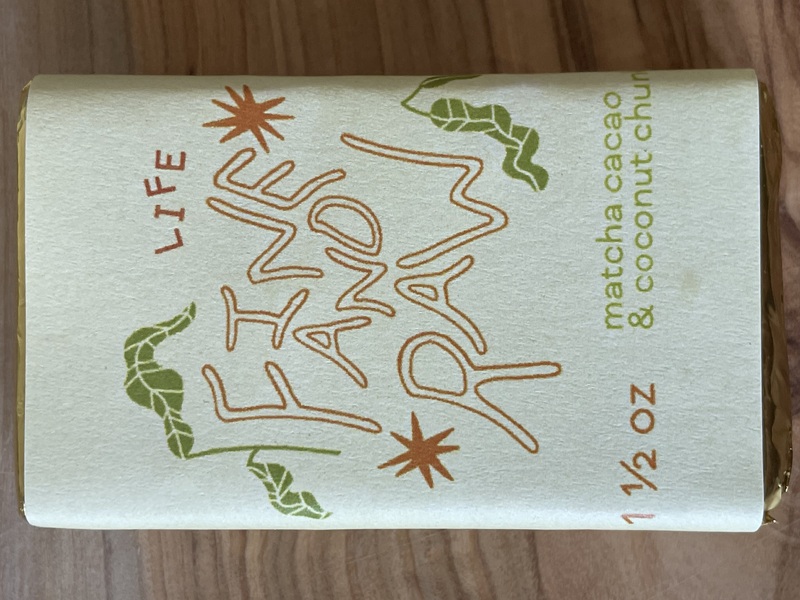 LIFE
FINE
AND
RAW
1 ½ OZ
matcha cacao
& coconut chun